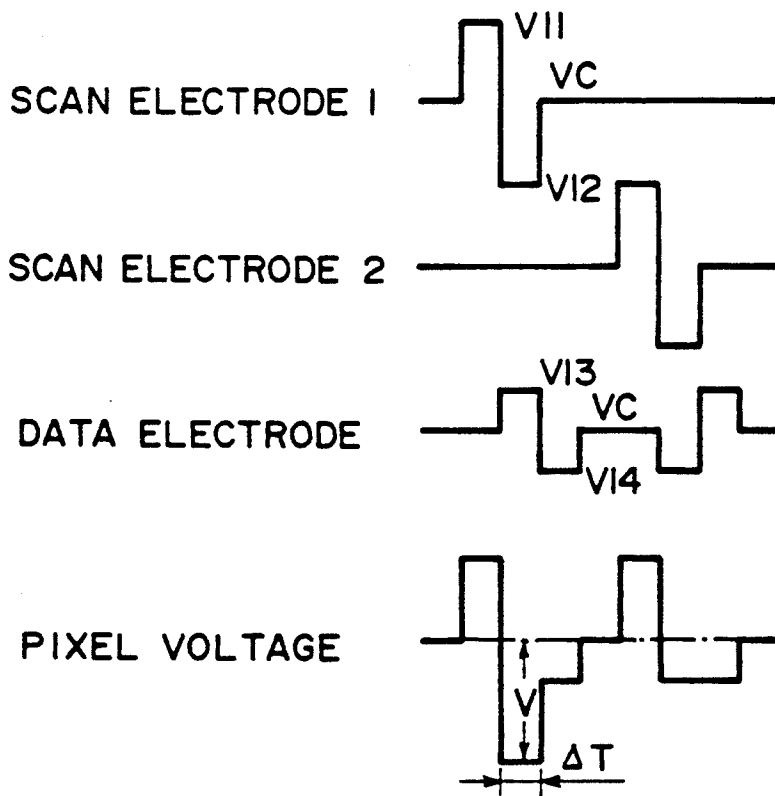 V11
VC
SCAN ELECTRODE 1
V12
SCAN ELECTRODE 2
V13
VC
DATA ELECTRODE
V14
PIXEL VOLTAGE
V
ΔT